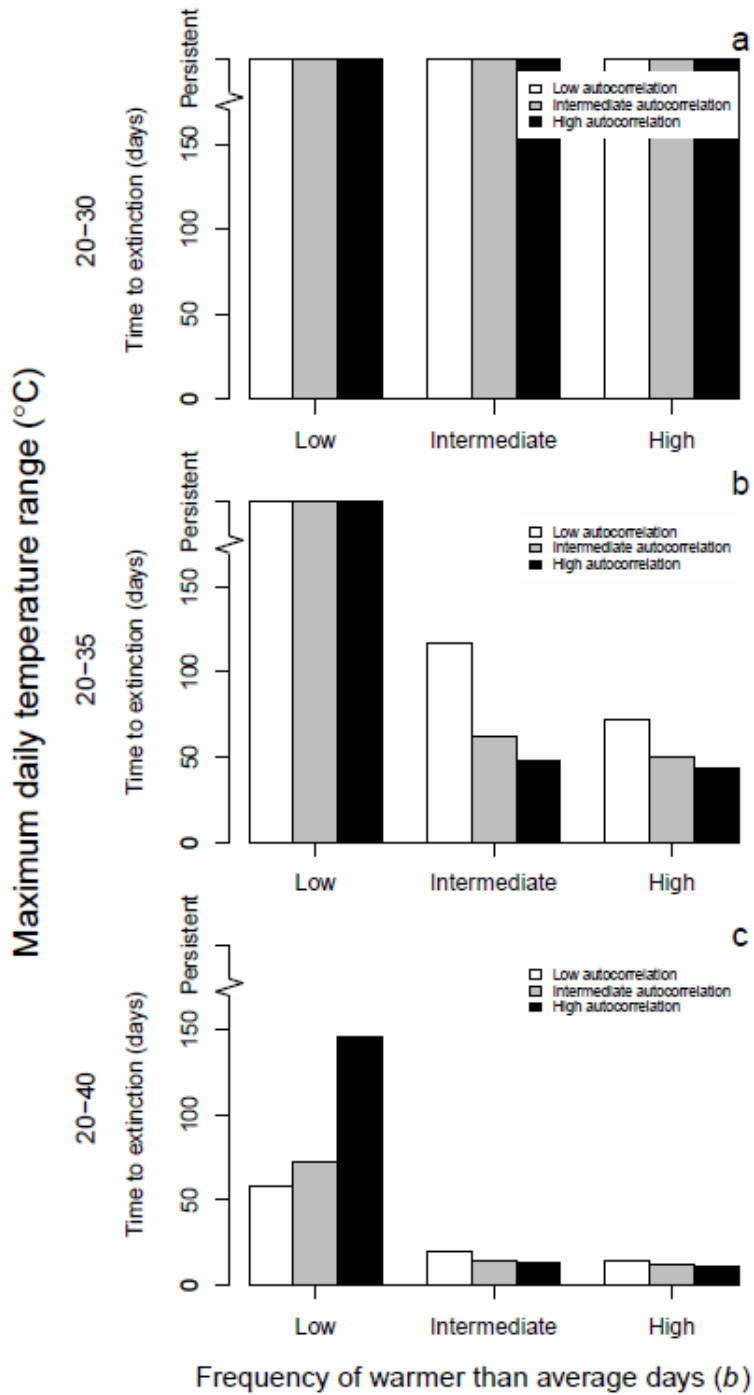 Maximum daily temperature range (°C)
a
20−30
Time to extinction (days)
Persistent
150
100
50
0
Low autocorrelation
Intermediate autocorrelation
High autocorrelation
Low Intermediate High
b
20−35
Time to extinction (days)
Persistent
150
100
50
0
Low autocorrelation
Intermediate autocorrelation
High autocorrelation
Low Intermediate High
c
20−40
Time to extinction (days)
Persistent
150
100
50
0
Low autocorrelation
Intermediate autocorrelation
High autocorrelation
Low Intermediate High
Frequency of warmer than average days (b)